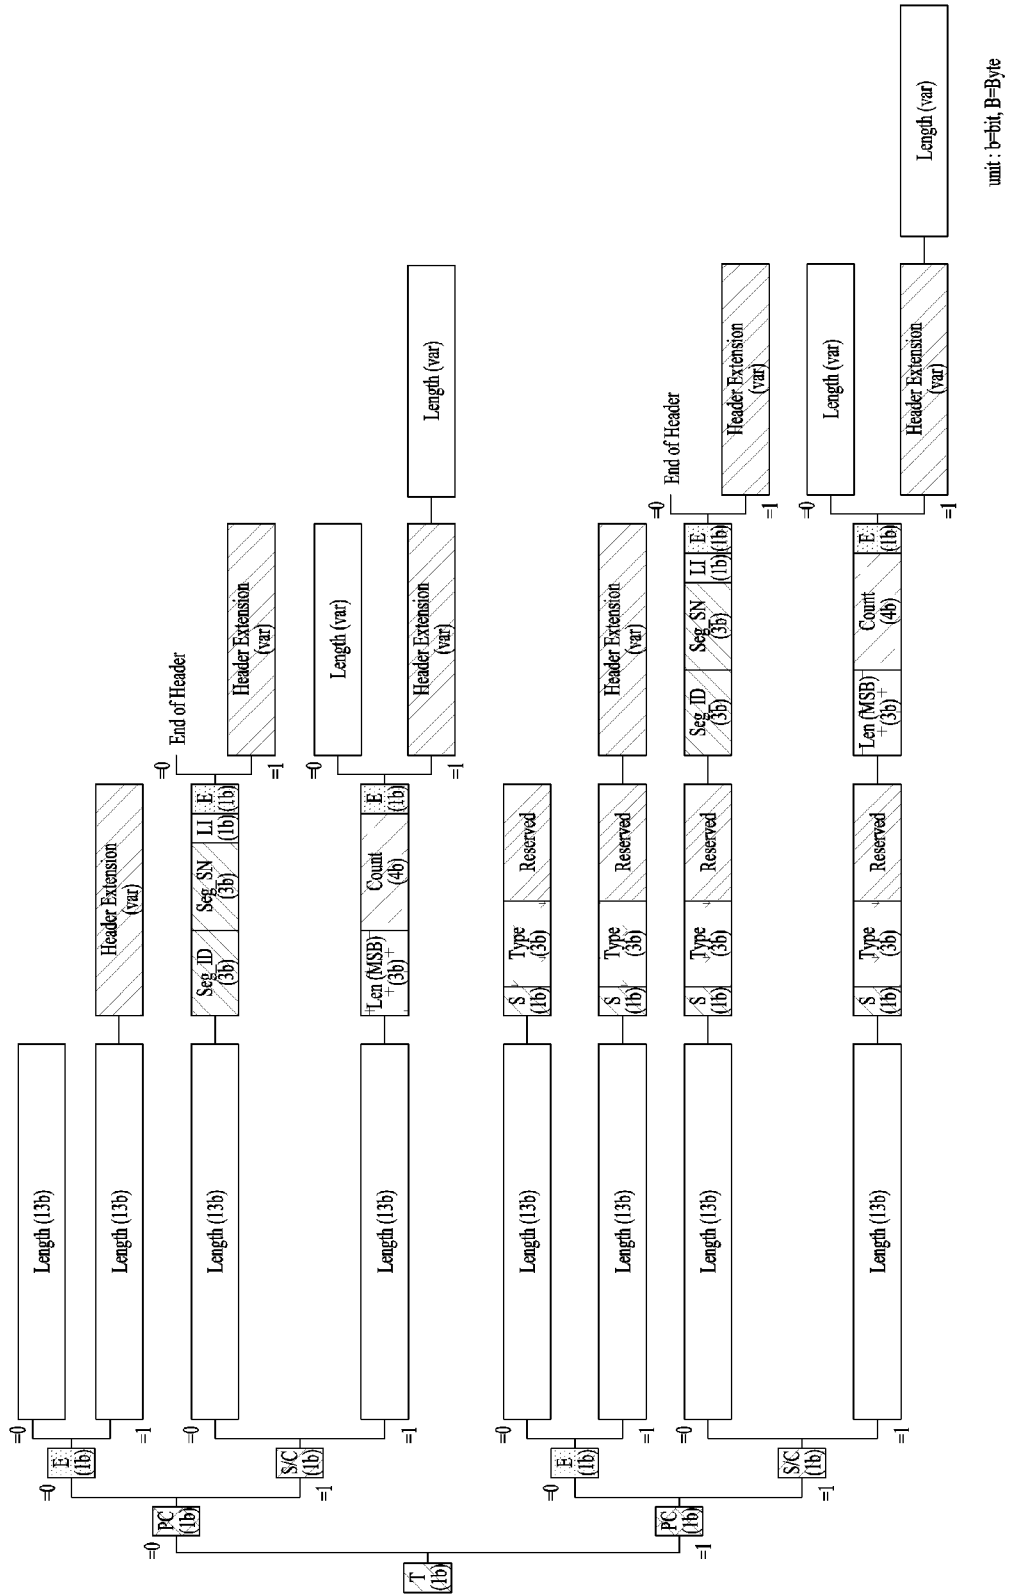 T
(1b)
=0
PC
(1b)
=0
E
(1b)
=0
Length (13b)
=1
Length (13b)
Header Extension
(var)
=1
S/C
(1b)
=0
Length (13b)
Seg_ID
(3b)
Seg_SN
(3b)
LI
(1b)
E
(1b)
=0
End of Header
=1
Header Extension
(var)
=1
Length (13b)
Len (MSB)
(3b)
Count
(4b)
E
(1b)
=0
Length (var)
=1
Header Extension
(var)
Length (var)
=1
PC
(1b)
=0
E
(1b)
=0
Length (13b)
S
(1b)
Type
(3b)
Reserved
=1
Length (13b)
S
(1b)
Type
(3b)
Reserved
Header Extension
(var)
=1
S/C
(1b)
=0
Length (13b)
S
(1b)
Type
(3b)
Reserved
Seg_ID
(3b)
Seg_SN
(3b)
LI
(1b)
E
(1b)
=0
End of Header
=1
Header Extension
(var)
=1
Length (13b)
S
(1b)
Type
(3b)
Reserved
Len (MSB)
(3b)
Count
(4b)
E
(1b)
=0
Length (var)
=1
Header Extension
(var)
Length (var)
unit : b=bit, B=Byte